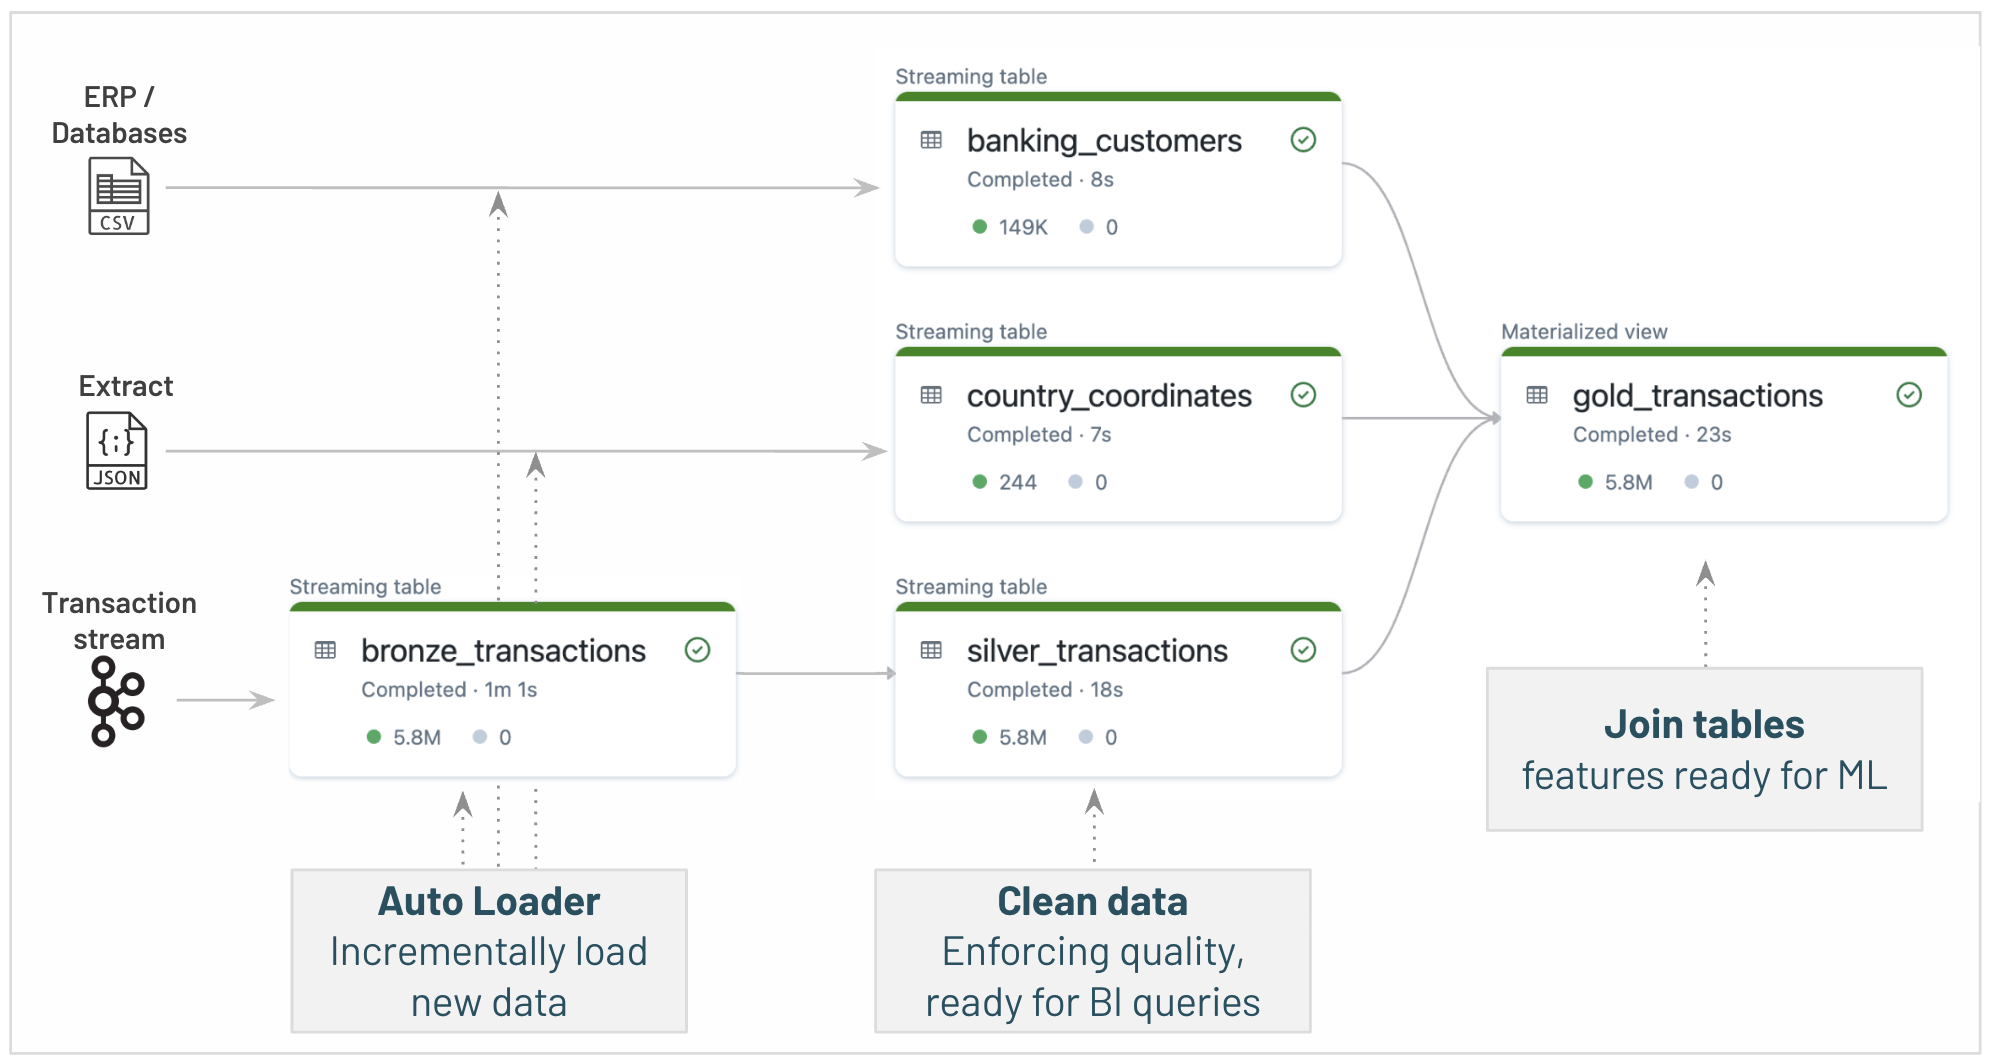 ERP /
Databases
CSV
Streaming table
banking_customers
Completed · 8s
149K 0
Extract
{;}
JSON
Streaming table
country_coordinates
Completed · 7s
244 0
Materialized view
gold_transactions
Completed · 23s
5.8M 0
Transaction
stream
Streaming table
bronze_transactions
Completed · 1m 1s
5.8M 0
Streaming table
silver_transactions
Completed · 18s
5.8M 0
Join tables
features ready for ML
Auto Loader
Incrementally load
new data
Clean data
Enforcing quality,
ready for BI queries